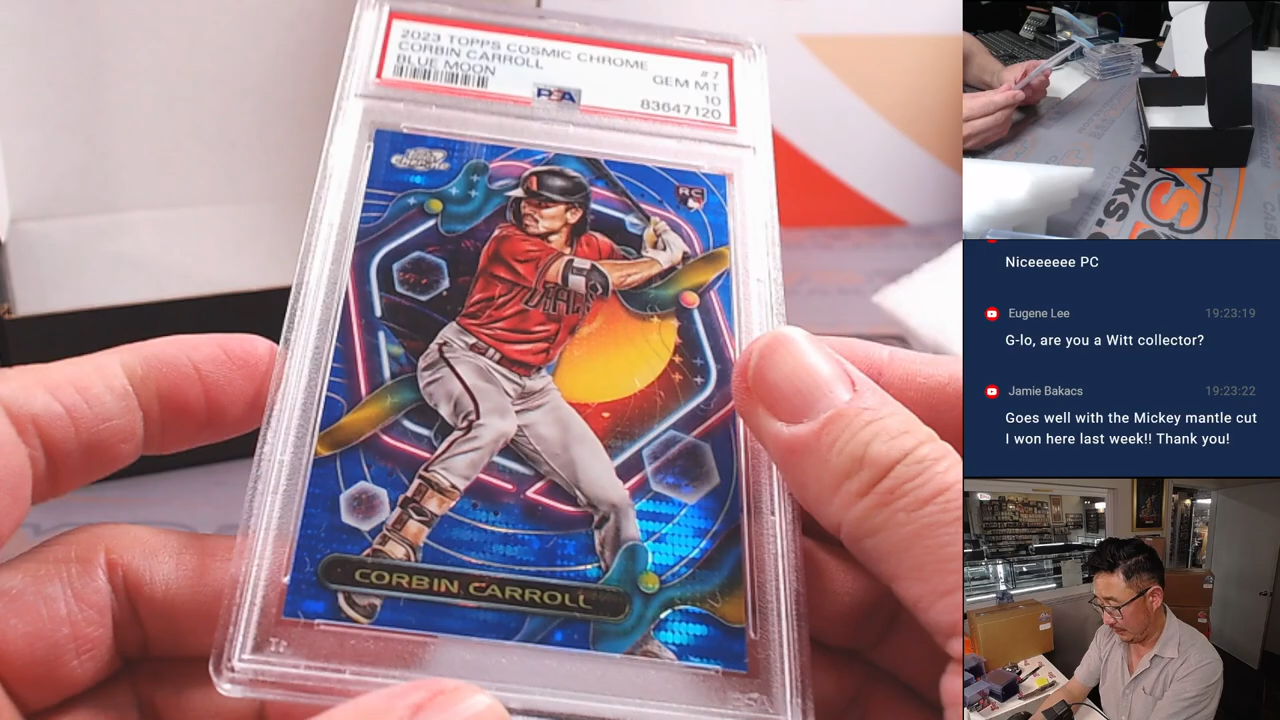 2023 TOPPS COSMIC CHROME
CORBIN CARROLL
BLUE MOON
#7
GEM MT
10
83647120
PSA
RC
CORBIN CARROLL
Niceeeeee PC
Eugene Lee 19:23:19
G-lo, are you a Witt collector?
Jamie Bakacs 19:23:22
Goes well with the Mickey mantle cut
I won here last week!! Thank you!